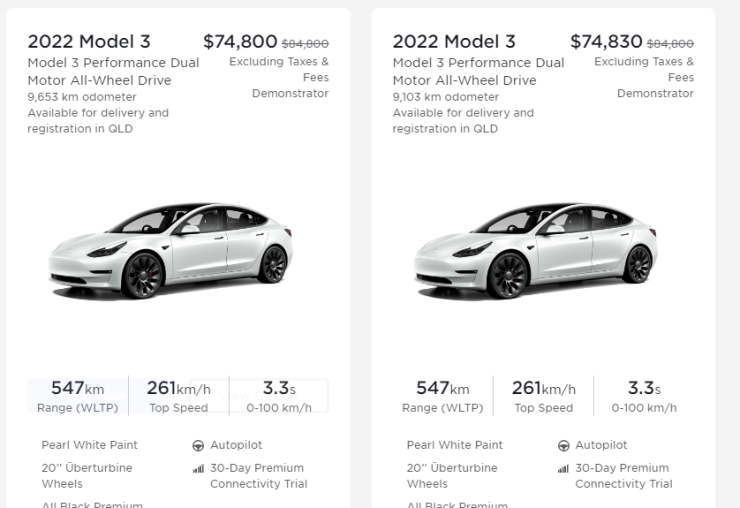 2022 Model 3
$74,800 $84,800
Model 3 Performance Dual
Motor All-Wheel Drive
Excluding Taxes &
Fees
Demonstrator
9,653 km odometer
Available for delivery and
registration in QLD
547km
Range (WLTP)
261km/h
Top Speed
3.3s
0-100 km/h
Pearl White Paint
20" Überturbine
Wheels
All Black Premium
Autopilot
30-Day Premium
Connectivity Trial
2022 Model 3
$74,830 $84,800
Model 3 Performance Dual
Motor All-Wheel Drive
Excluding Taxes &
Fees
Demonstrator
9,103 km odometer
Available for delivery and
registration in QLD
547km
Range (WLTP)
261km/h
Top Speed
3.3s
0-100 km/h
Pearl White Paint
20" Überturbine
Wheels
All Black Premium
Autopilot
30-Day Premium
Connectivity Trial